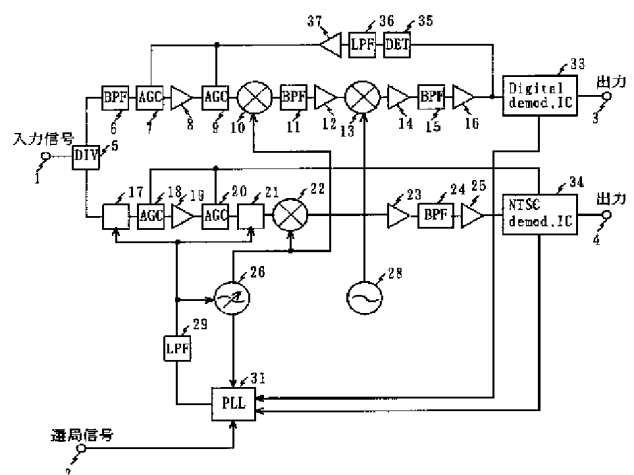 37 36 35
LPF DET
33
BPF AGC AGC BPF BPF Digital demod.IC 出力
6 7 8 9 10 11 12 13 14 15 16 3
入力信号 DIV 5
1
17 18 19 20 21 22 23 24 25 34
AGC AGC BPF NTSC demod.IC 出力
4
26 28
29
LPF
31
PLL
選局信号
2